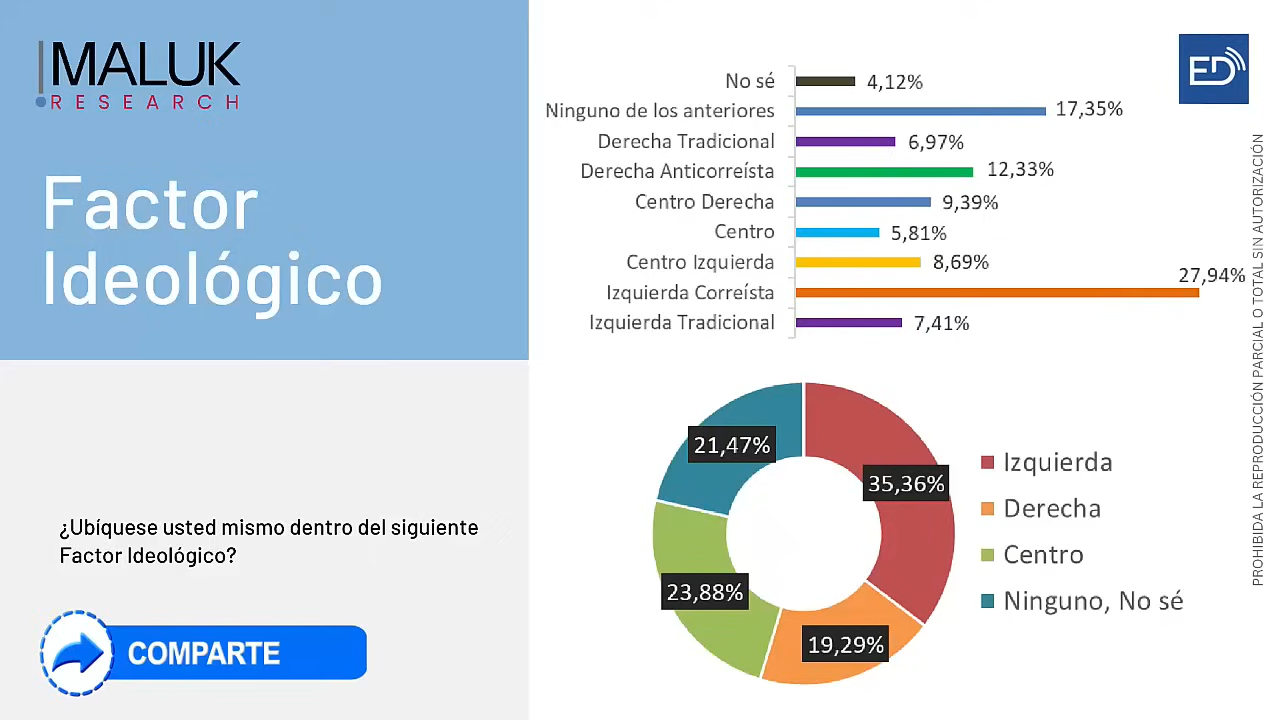 MALUK
RESEARCH
Factor
Ideológico
¿Ubíquese usted mismo dentro del siguiente
Factor Ideológico?
COMPARTE
ED
No sé 4,12%
Ninguno de los anteriores 17,35%
Derecha Tradicional 6,97%
Derecha Anticorreísta 12,33%
Centro Derecha 9,39%
Centro 5,81%
Centro Izquierda 8,69%
Izquierda Correísta 27,94%
Izquierda Tradicional 7,41%
21,47%
35,36%
23,88%
19,29%
Izquierda
Derecha
Centro
Ninguno, No sé
PROHIBIDA LA REPRODUCCIÓN PARCIAL O TOTAL SIN AUTORIZACIÓN